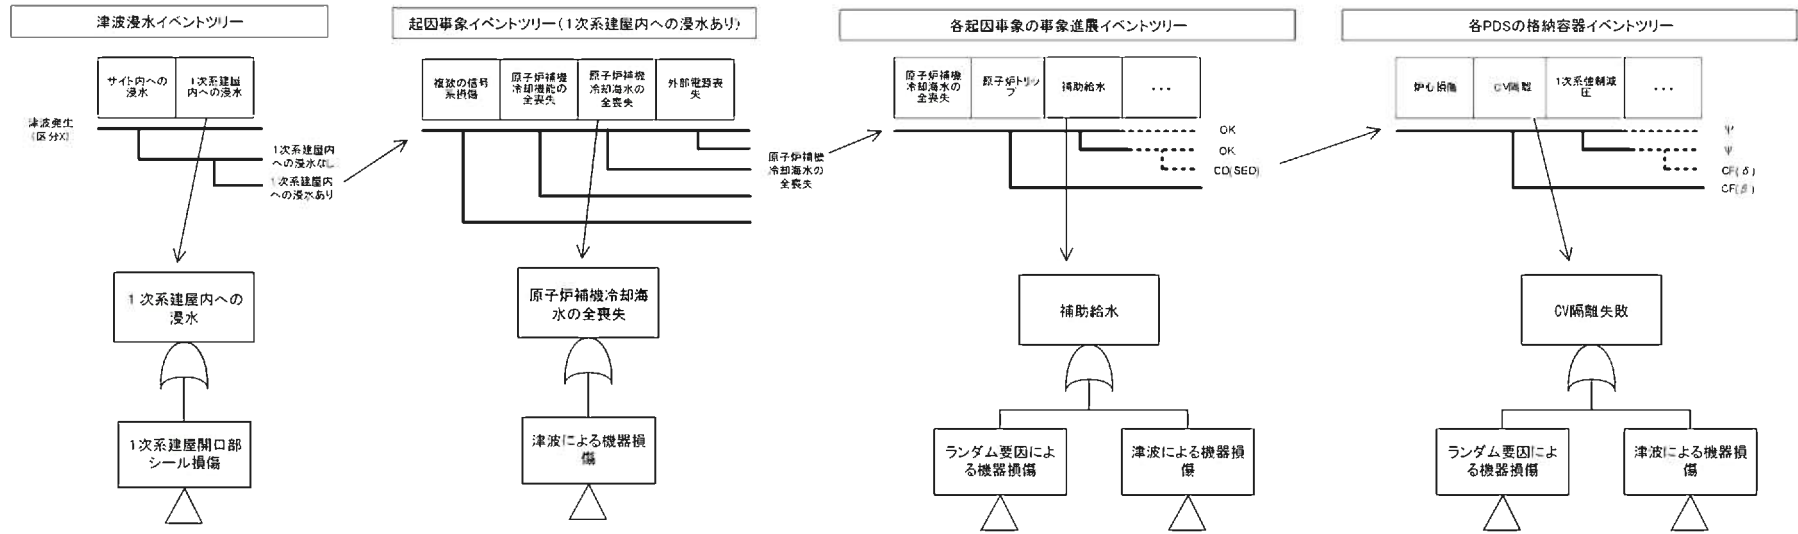 津波浸水イベントツリー
サイト内への
浸水
1次系建屋
内への浸水
津波発生
(区分X)
1次系建屋内
への浸水なし
1次系建屋内
への浸水あり
1次系建屋内への
浸水
1次系建屋開口部
シール損傷
起因事象イベントツリー(1次系建屋内への浸水あり)
複数の信号
系損傷
原子炉補機
冷却機能の
全喪失
原子炉補機
冷却海水の
全喪失
外部電源喪
失
原子炉補機
冷却海水の
全喪失
原子炉補機冷却海
水の全喪失
津波による機器損
傷
各起因事象の事象進展イベントツリー
原子炉補機
冷却海水の
全喪失
原子炉トリッ
プ
補助給水
・・・
OK
OK
CD(SED)
補助給水
ランダム要因によ
る機器損傷
津波による機器損
傷
各PDSの格納容器イベントツリー
炉心損傷
CV隔離
1次系強制減
圧
・・・
Ψ
Ψ
CF(δ)
CF(β)
CV隔離失敗
ランダム要因によ
る機器損傷
津波による機器損
傷